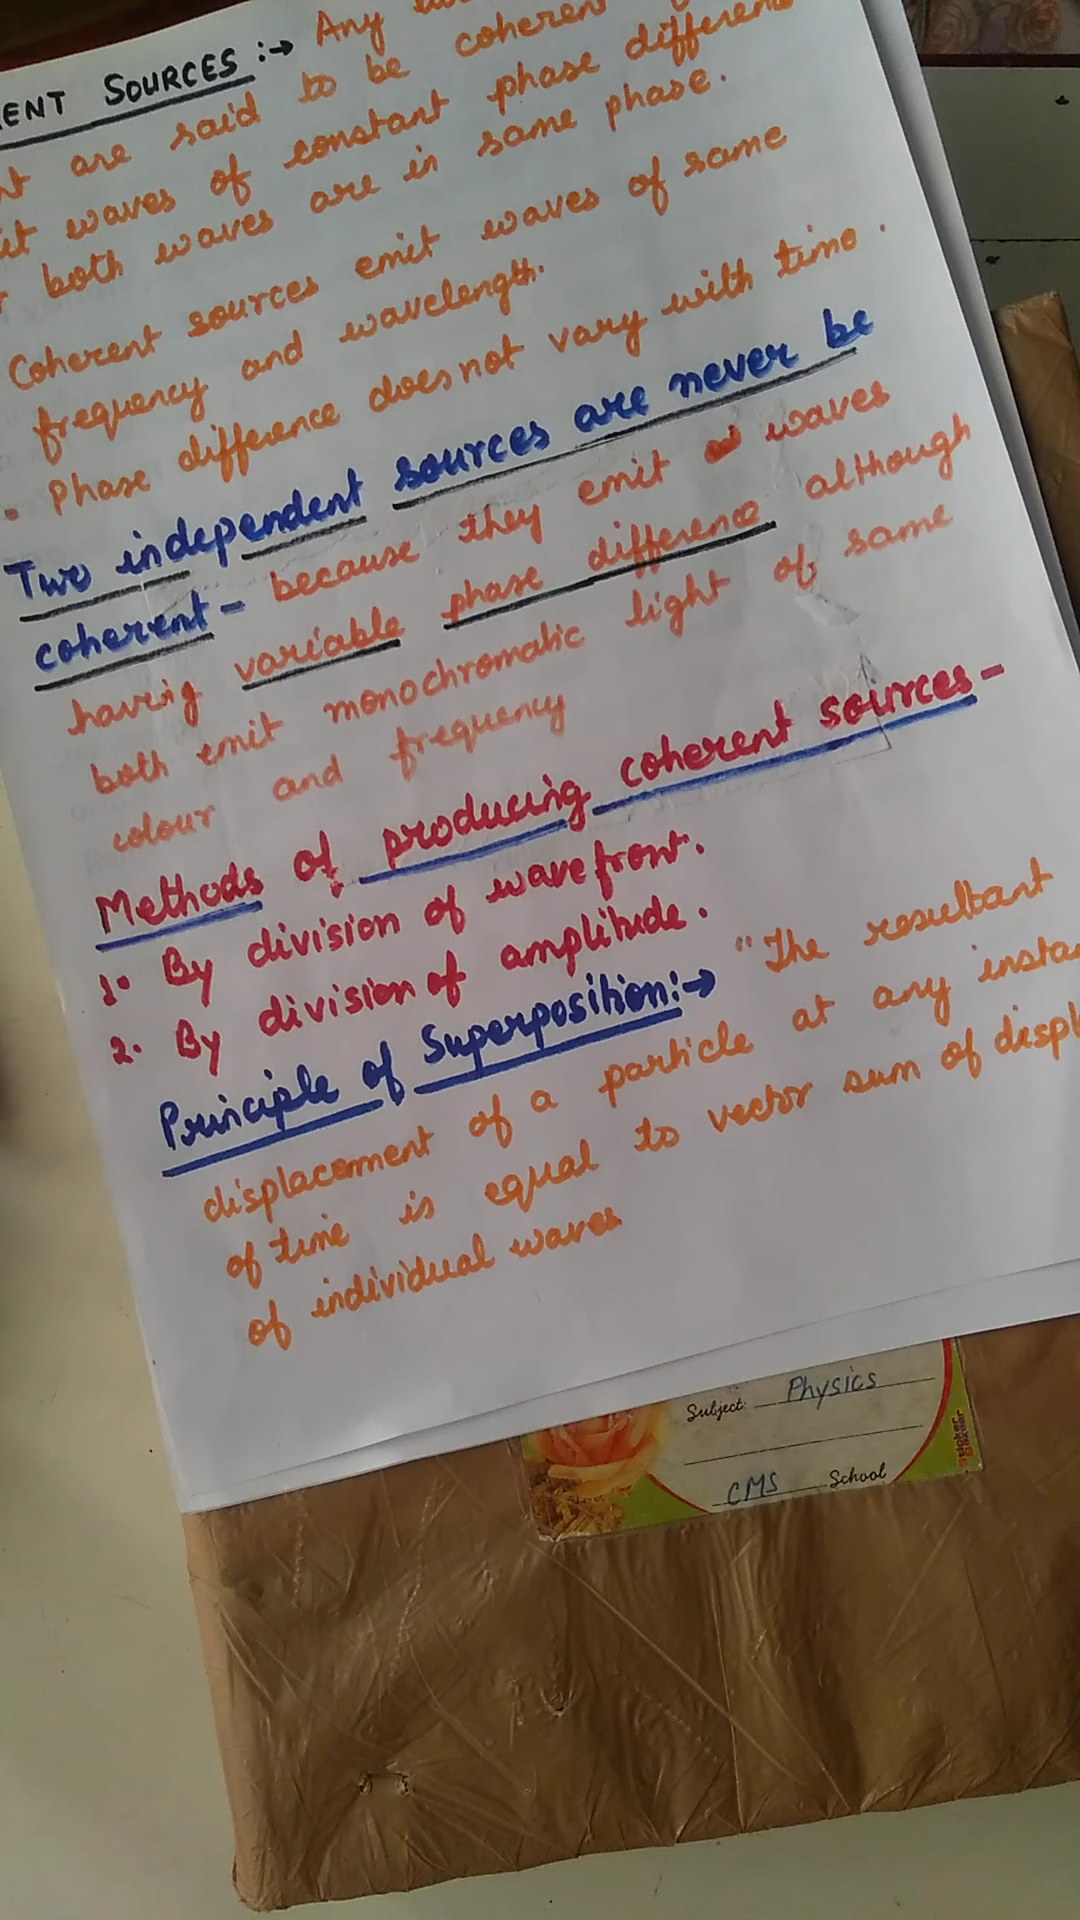 ENT SOURCES :→ Any
are said to be coherent
waves of constant phase difference
both waves are in same phase.
Coherent sources emit waves of same
frequency and wavelength.
• Phase difference does not vary with time.
Two independent sources are never be
coherent - because they emit waves
having variable phase difference although
both emit monochromatic light of same
colour and frequency
Methods of producing coherent sources -
1. By division of wavefront.
2. By division of amplitude.
Principle of Superposition:→ "The resultant
displacement of a particle at any insta
of time is equal to vector sum of displ
of individual waves
Subject: Physics
CMS School
sticker bazaar